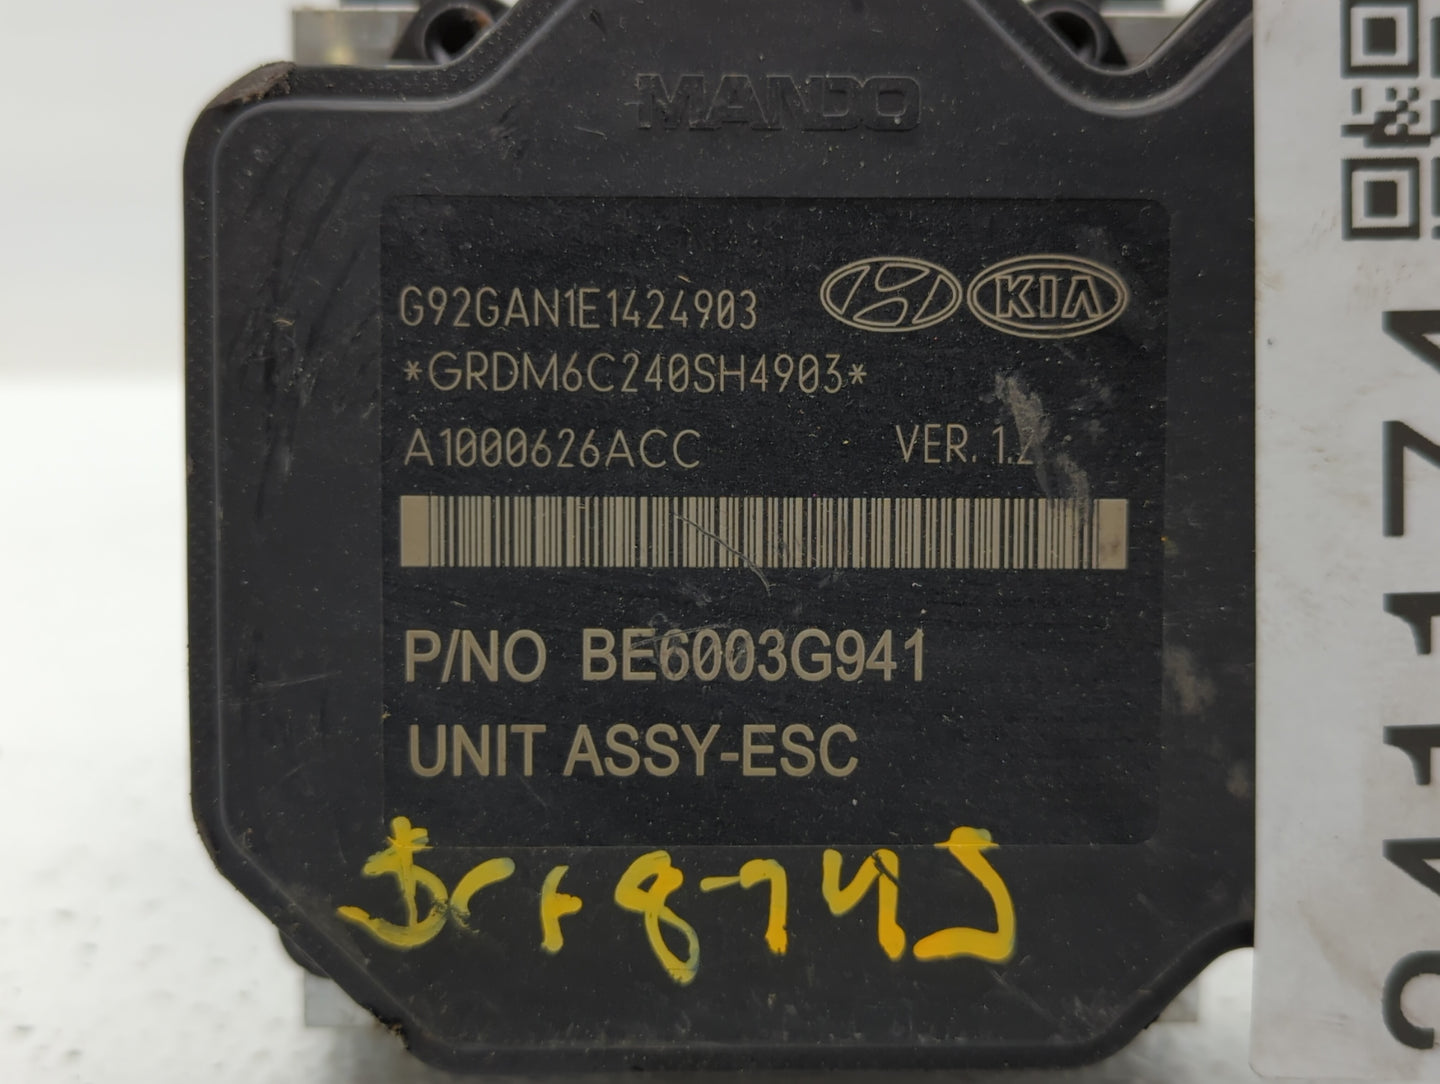 MANDO
G92GAN1E1424903
KIA
*GRDM6C240SH4903*
A1000626ACC VER. 1.2
P/NO BE6003G941
UNIT ASSY-ESC